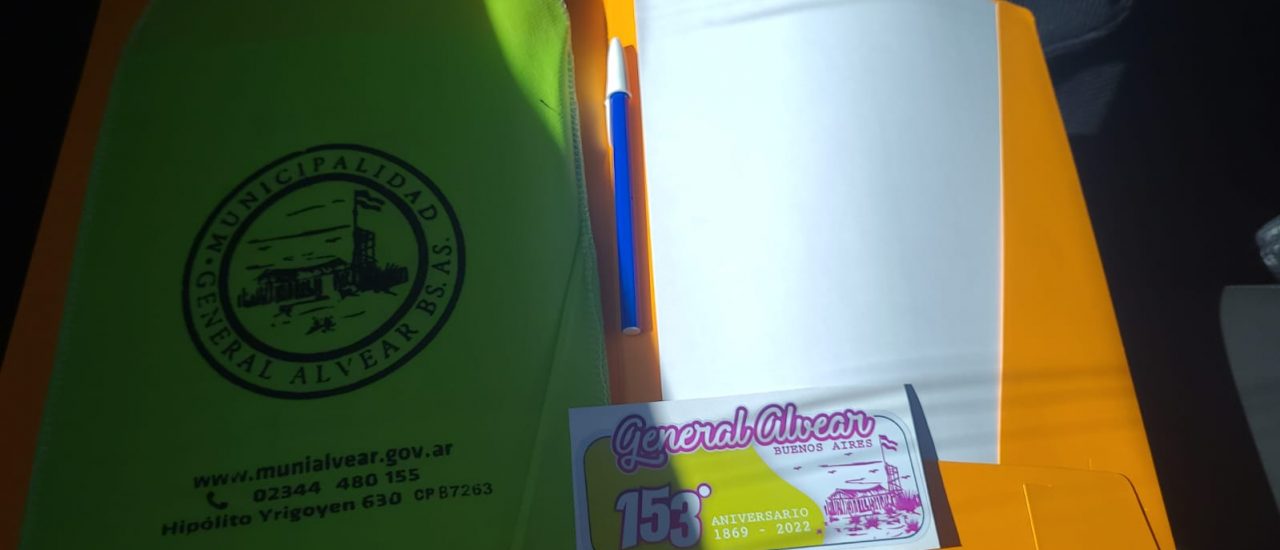 MUNICIPALIDAD
GENERAL ALVEAR BS. AS.
www.munialvear.gov.ar
02344 480 155
Hipólito Yrigoyen 630 CP B7263
General Alvear
BUENOS AIRES
153°
ANIVERSARIO
1869 - 2022